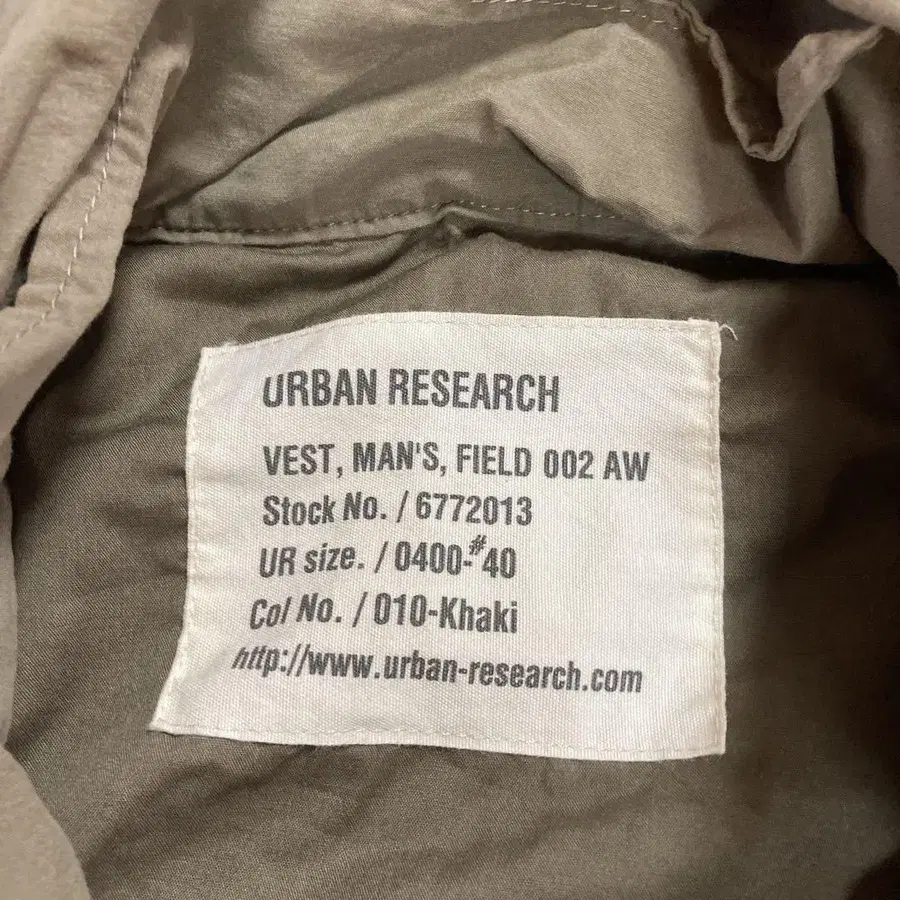 URBAN RESEARCH
VEST, MAN'S, FIELD 002 AW
Stock No. / 6772013
UR size. / 0400-#40
Col No. / 010-Khaki
http://www.urban-research.com